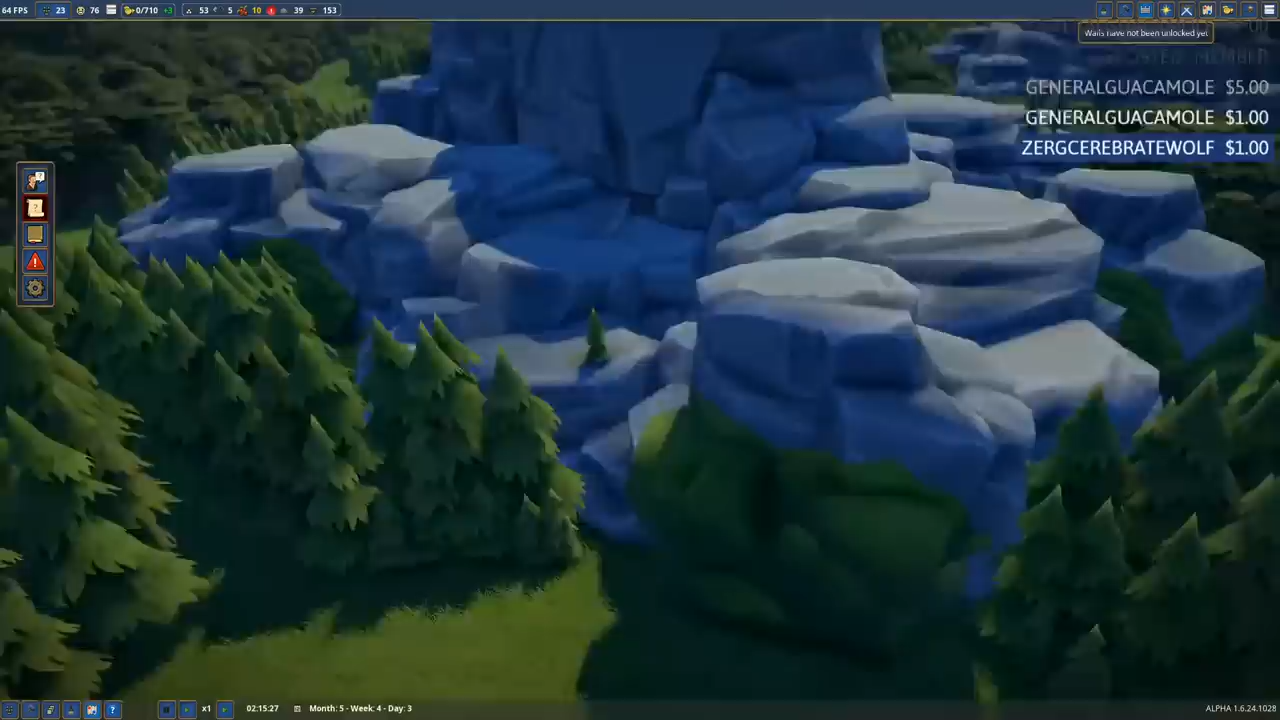 64 FPS 23 76 0/710 +3 53 5 10 39 153
Walls have not been unlocked yet
MEMBER
GENERALGUACAMOLE $5.00
GENERALGUACAMOLE $1.00
ZERGCEREBRATEWOLF $1.00
x1 02:15:27 Month: 5 - Week: 4 - Day: 3 ALPHA 1.6.24.1028